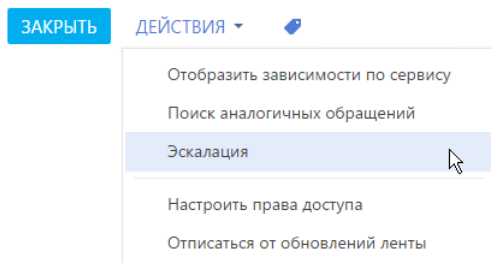 ЗАКРЫТЬ ДЕЙСТВИЯ
Отобразить зависимости по сервису
Поиск аналогичных обращений
Эскалация
Настроить права доступа
Отписаться от обновлений ленты